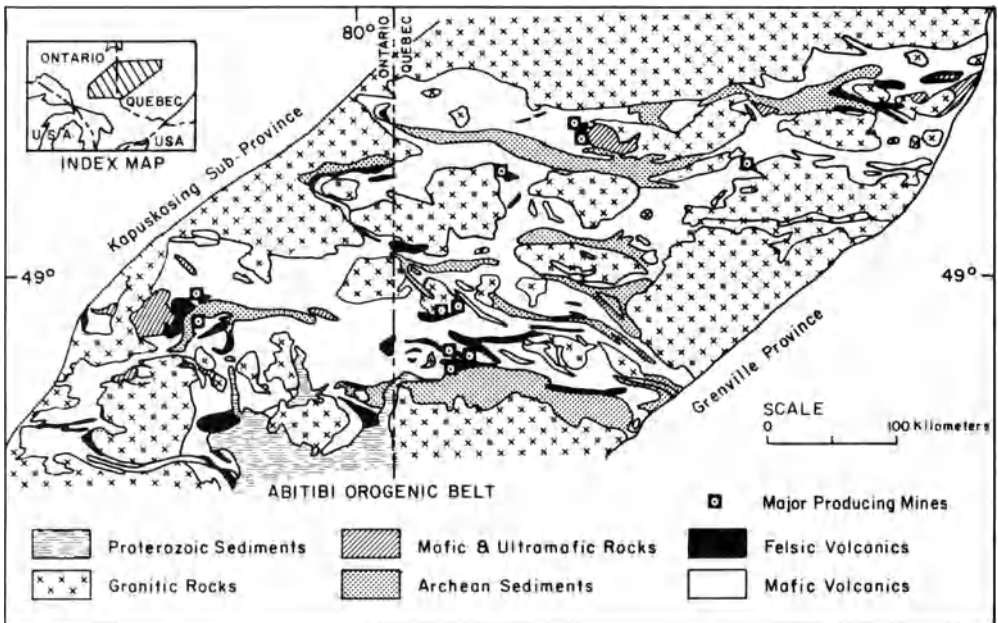 80°
ONTARIO
QUEBEC
ONTARIO
QUEBEC
U.S.A.
USA
INDEX MAP
Kapuskosing Sub-Province
49°
49°
Grenville Province
SCALE
0 100 Kilometers
ABITIBI OROGENIC BELT
Major Producing Mines
Proterozoic Sediments
Mafic & Ultramafic Rocks
Felsic Volcanics
Granitic Rocks
Archean Sediments
Mafic Volcanics